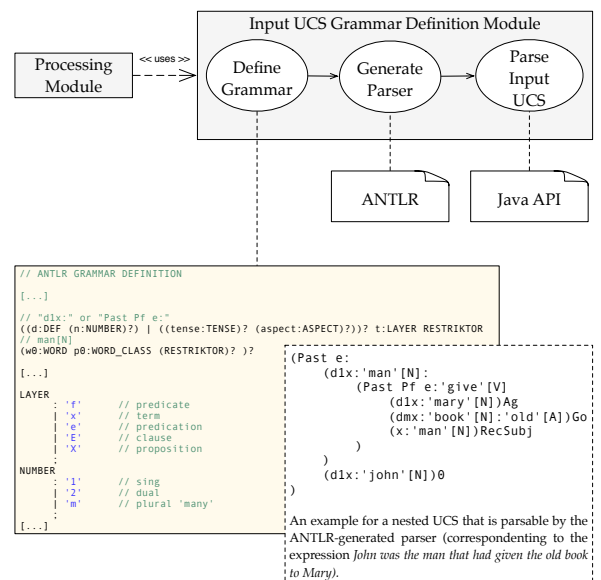 Input UCS Grammar Definition Module
Processing
Module
<< uses >>
Define
Grammar
Generate
Parser
Parse
Input
UCS
ANTLR
Java API
// ANTLR GRAMMAR DEFINITION
[...]
// "d1x:" or "Past Pf e:"
((d:DEF (n:NUMBER)?) | ((tense:TENSE)? (aspect:ASPECT)?))? t:LAYER RESTRIKTOR
// man[N]
(w0:WORD p0:WORD_CLASS (RESTRIKTOR)? )?
[...]
LAYER
: 'f' // predicate
| 'x' // term
| 'e' // predication
| 'E' // clause
| 'X' // proposition
;
NUMBER
: '1' // sing
| '2' // dual
| 'm' // plural 'many'
;
[...]
(Past e:
(d1x:'man'[N]:
(Past Pf e:'give'[V]
(d1x:'mary'[N])Ag
(dmx:'book'[N]:'old'[A])Go
(x:'man'[N])RecSubj
)
)
(d1x:'john'[N])0
)
An example for a nested UCS that is parsable by the
ANTLR-generated parser (correspondenting to the
expression John was the man that had given the old book
to Mary).